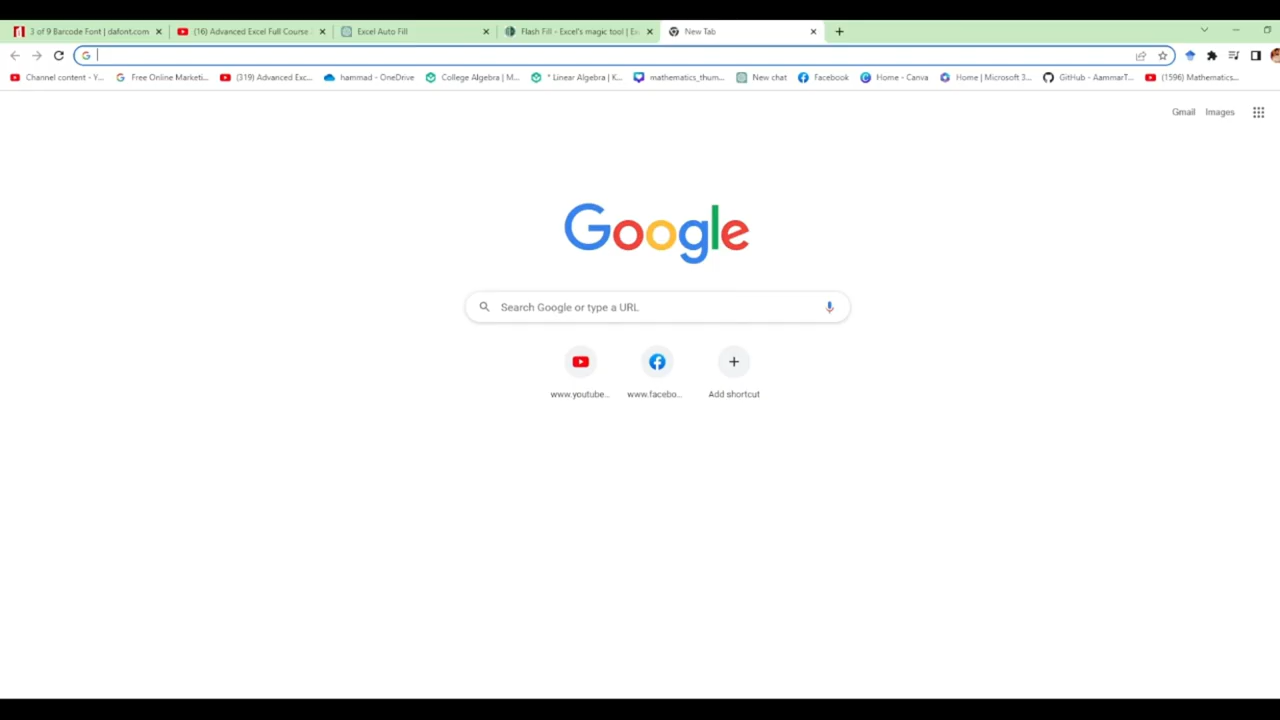 3 of 9 Barcode Font | dafont.com
(16) Advanced Excel Full Course
Excel Auto Fill
Flash Fill - Excel's magic tool | Ex
New Tab
Channel content - Y...
Free Online Marketi...
(319) Advanced Exc...
hammad - OneDrive
College Algebra | M...
* Linear Algebra | K...
mathematics_thum...
New chat
Facebook
Home - Canva
Home | Microsoft 3...
GitHub - AammarT...
(1596) Mathematics...
Gmail
Images
Google
Search Google or type a URL
www.youtube...
www.facebo...
Add shortcut